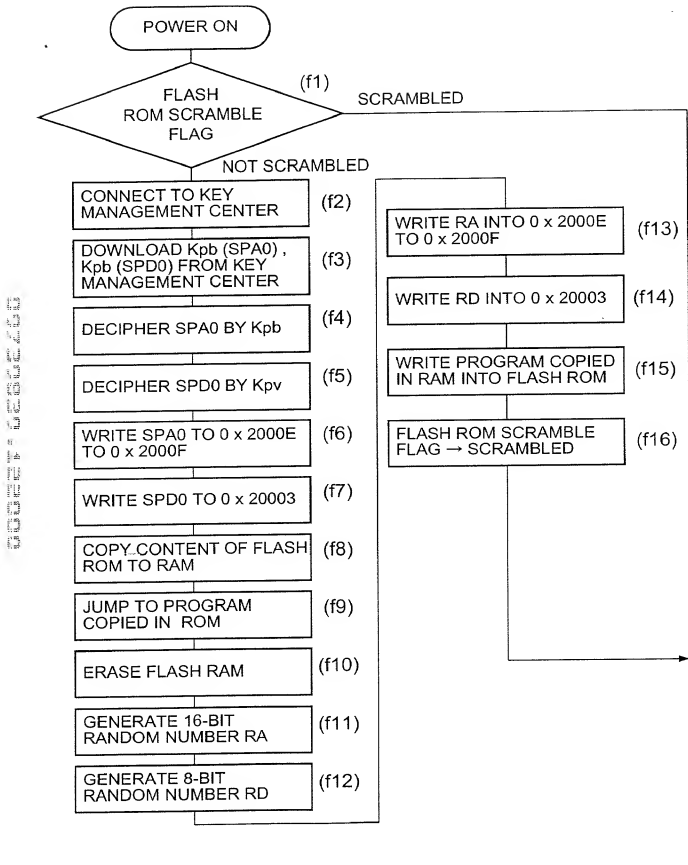 POWER ON
(f1)
FLASH
ROM SCRAMBLE
FLAG
SCRAMBLED
NOT SCRAMBLED
CONNECT TO KEY
MANAGEMENT CENTER
(f2)
DOWNLOAD Kpb (SPA0) ,
Kpb (SPD0) FROM KEY
MANAGEMENT CENTER
(f3)
DECIPHER SPA0 BY Kpb
(f4)
DECIPHER SPD0 BY Kpv
(f5)
WRITE SPA0 TO 0 x 2000E
TO 0 x 2000F
(f6)
WRITE SPD0 TO 0 x 20003
(f7)
COPY CONTENT OF FLASH
ROM TO RAM
(f8)
JUMP TO PROGRAM
COPIED IN ROM
(f9)
ERASE FLASH RAM
(f10)
GENERATE 16-BIT
RANDOM NUMBER RA
(f11)
GENERATE 8-BIT
RANDOM NUMBER RD
(f12)
WRITE RA INTO 0 x 2000E
TO 0 x 2000F
(f13)
WRITE RD INTO 0 x 20003
(f14)
WRITE PROGRAM COPIED
IN RAM INTO FLASH ROM
(f15)
FLASH ROM SCRAMBLE
FLAG → SCRAMBLED
(f16)